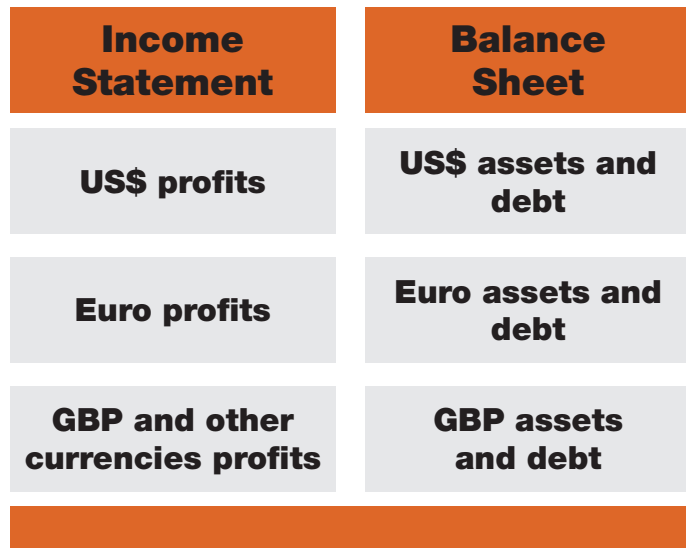 Income
Statement
Balance
Sheet
US$ profits
US$ assets and
debt
Euro profits
Euro assets and
debt
GBP and other
currencies profits
GBP assets
and debt